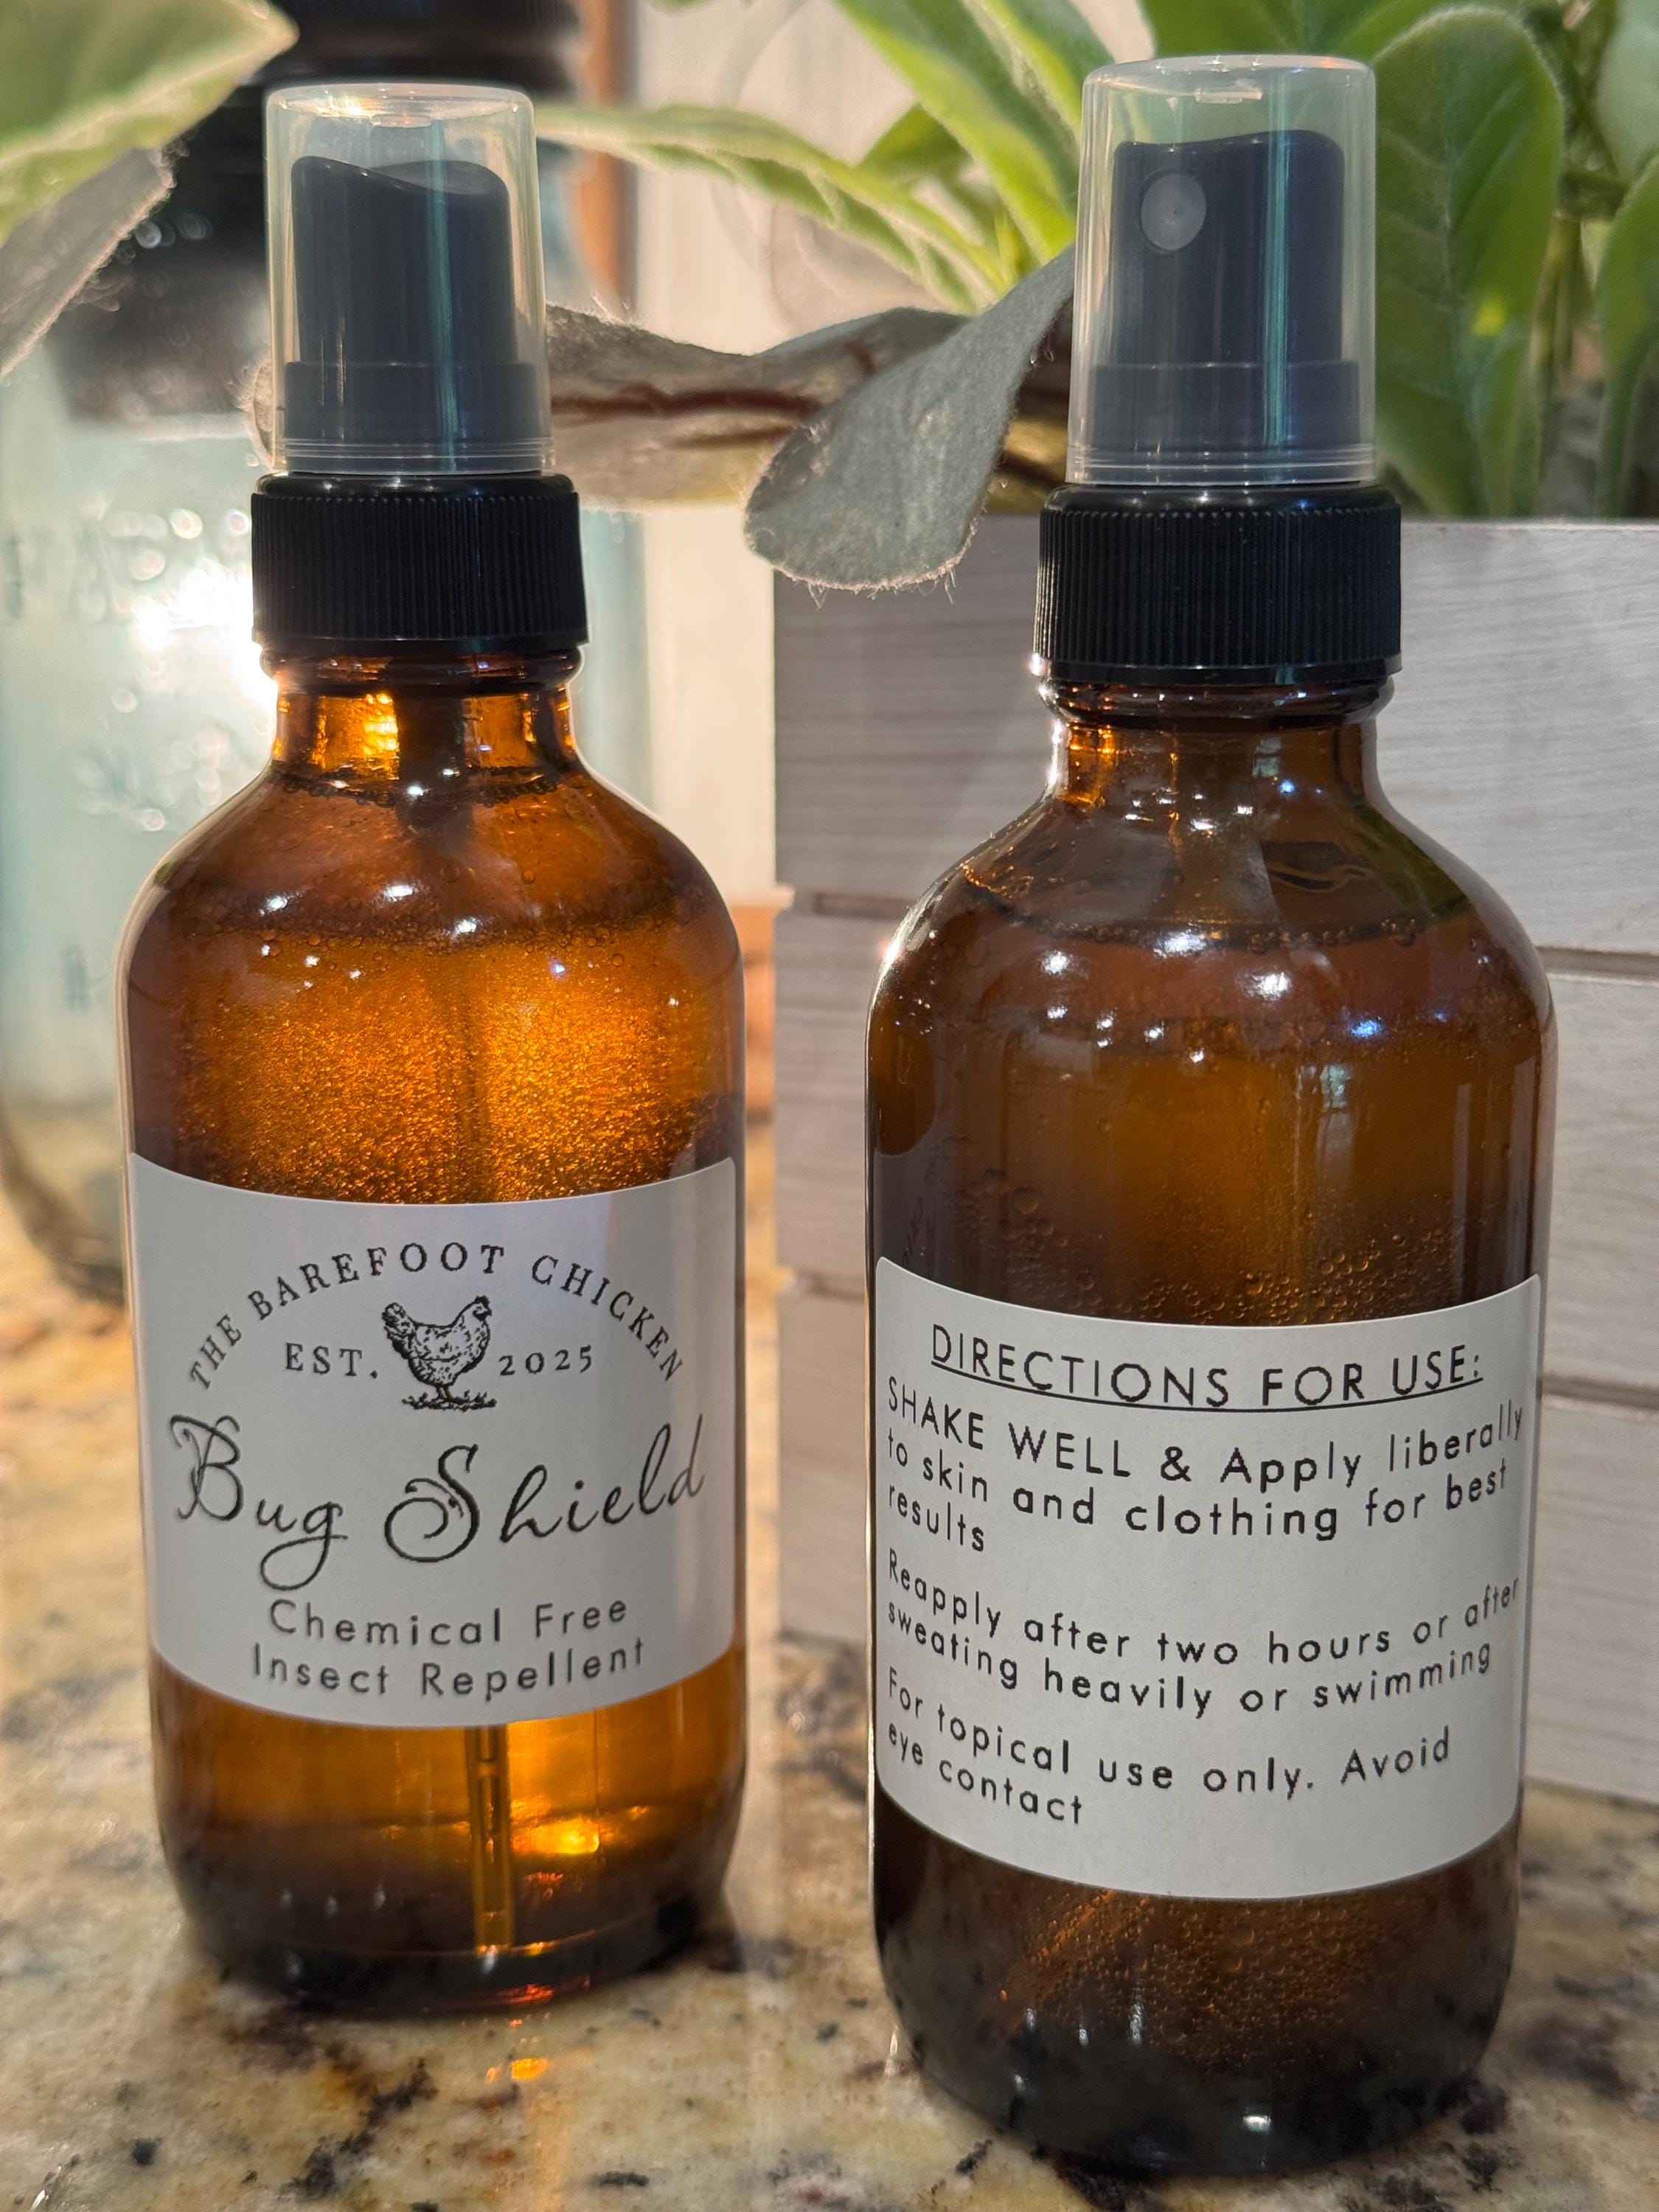 THE BAREFOOT CHICKEN
EST. 2025
Bug Shield
Chemical Free
Insect Repellent
DIRECTIONS FOR USE:
SHAKE WELL & Apply liberally
to skin and clothing for best
results
Reapply after two hours or after
sweating heavily or swimming
For topical use only. Avoid
eye contact